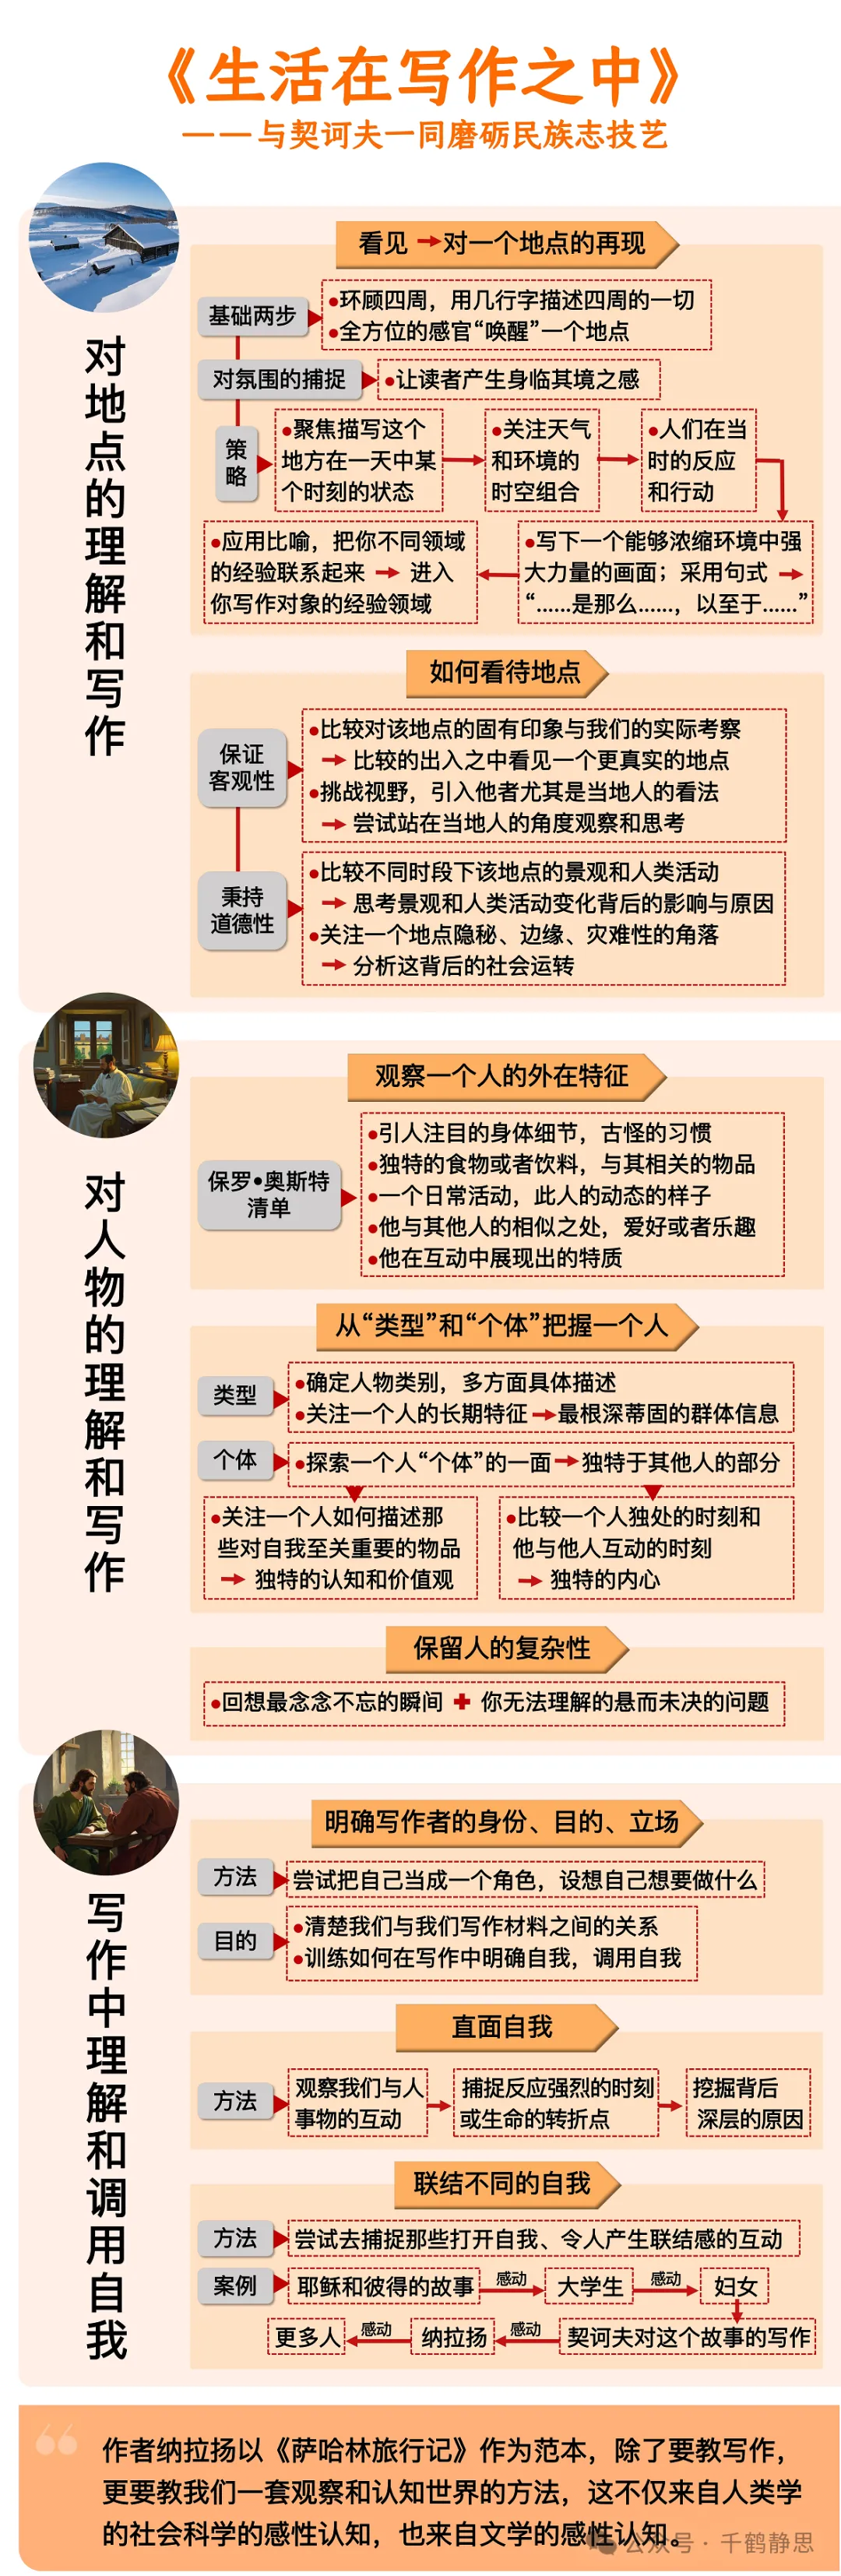 《生活在写作之中》
——与契诃夫一同磨砺民族志技艺
对地点的理解和写作
看见→对一个地点的再现
基础两步
●环顾四周，用几行字描述四周的一切
●全方位的感官“唤醒”一个地点
对氛围的捕捉
●让读者产生身临其境之感
策略
●聚焦描写这个
地方在一天中某
个时刻的状态
●关注天气
和环境的
时空组合
●人们在当
时的反应
和行动
●写下一个能够浓缩环境中强
大力量的画面；采用句式→
“......是那么......，以至于......”
●应用比喻，把你不同领域
的经验联系起来→进入
你写作对象的经验领域
如何看待地点
保证
客观性
●比较对该地点的固有印象与我们的实际考察
→比较的出入之中看见一个更真实的地点
●挑战视野，引入他者尤其是当地人的看法
→尝试站在当地人的角度观察和思考
秉持
道德性
●比较不同时段下该地点的景观和人类活动
→思考景观和人类活动变化背后的影响与原因
●关注一个地点隐秘、边缘、灾难性的角落
→分析这背后的社会运转
对人物的理解和写作
观察一个人的外在特征
保罗•奥斯特
清单
●引人注目的身体细节，古怪的习惯
●独特的食物或者饮料，与其相关的物品
●一个日常活动，此人的动态的样子
●他与其他人的相似之处，爱好或者乐趣
●他在互动中展现出的特质
从“类型”和“个体”把握一个人
类型
●确定人物类别，多方面具体描述
●关注一个人的长期特征→最根深蒂固的群体信息
个体
●探索一个人“个体”的一面→独特于其他人的部分
●关注一个人如何描述那
些对自我至关重要的物品
→独特的认知和价值观
●比较一个人独处的时刻和
他与他人互动的时刻
→独特的内心
保留人的复杂性
●回想最念念不忘的瞬间+你无法理解的悬而未决的问题
写作中理解和调用自我
明确写作者的身份、目的、立场
方法
尝试把自己当成一个角色，设想自己想要做什么
目的
●清楚我们与我们写作材料之间的关系
●训练如何在写作中明确自我，调用自我
直面自我
方法
观察我们与人
事物的互动
捕捉反应强烈的时刻
或生命的转折点
挖掘背后
深层的原因
联结不同的自我
方法
尝试去捕捉那些打开自我、令人产生联结感的互动
案例
耶稣和彼得的故事
感动
大学生
感动
妇女
契诃夫对这个故事的写作
感动
纳拉扬
感动
更多人
作者纳拉扬以《萨哈林旅行记》作为范本，除了要教写作，
更要教我们一套观察和认知世界的方法，这不仅来自人类学
的社会科学的感性认知，也来自文学的感性认知。
公众号·千鹤静思